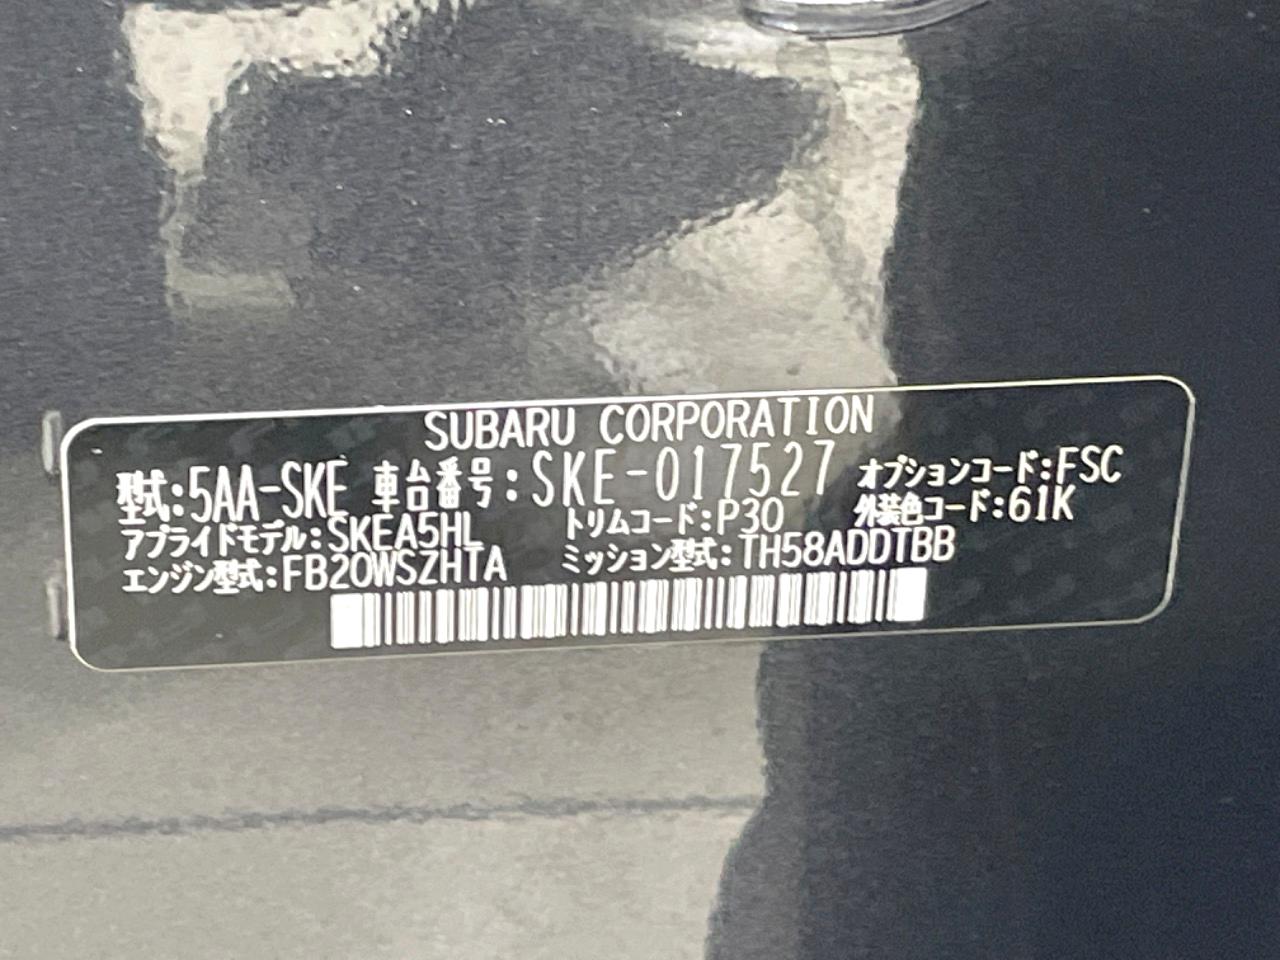 SUBARU CORPORATION
型式:5AA-SKE 車台番号:SKE-017527 オプションコード:FSC
アプライドモデル:SKEA5HL トリムコード:P30 外装色コード:61K
エンジン型式:FB20WSZHTA ミッション型式:TH58ADDTBB